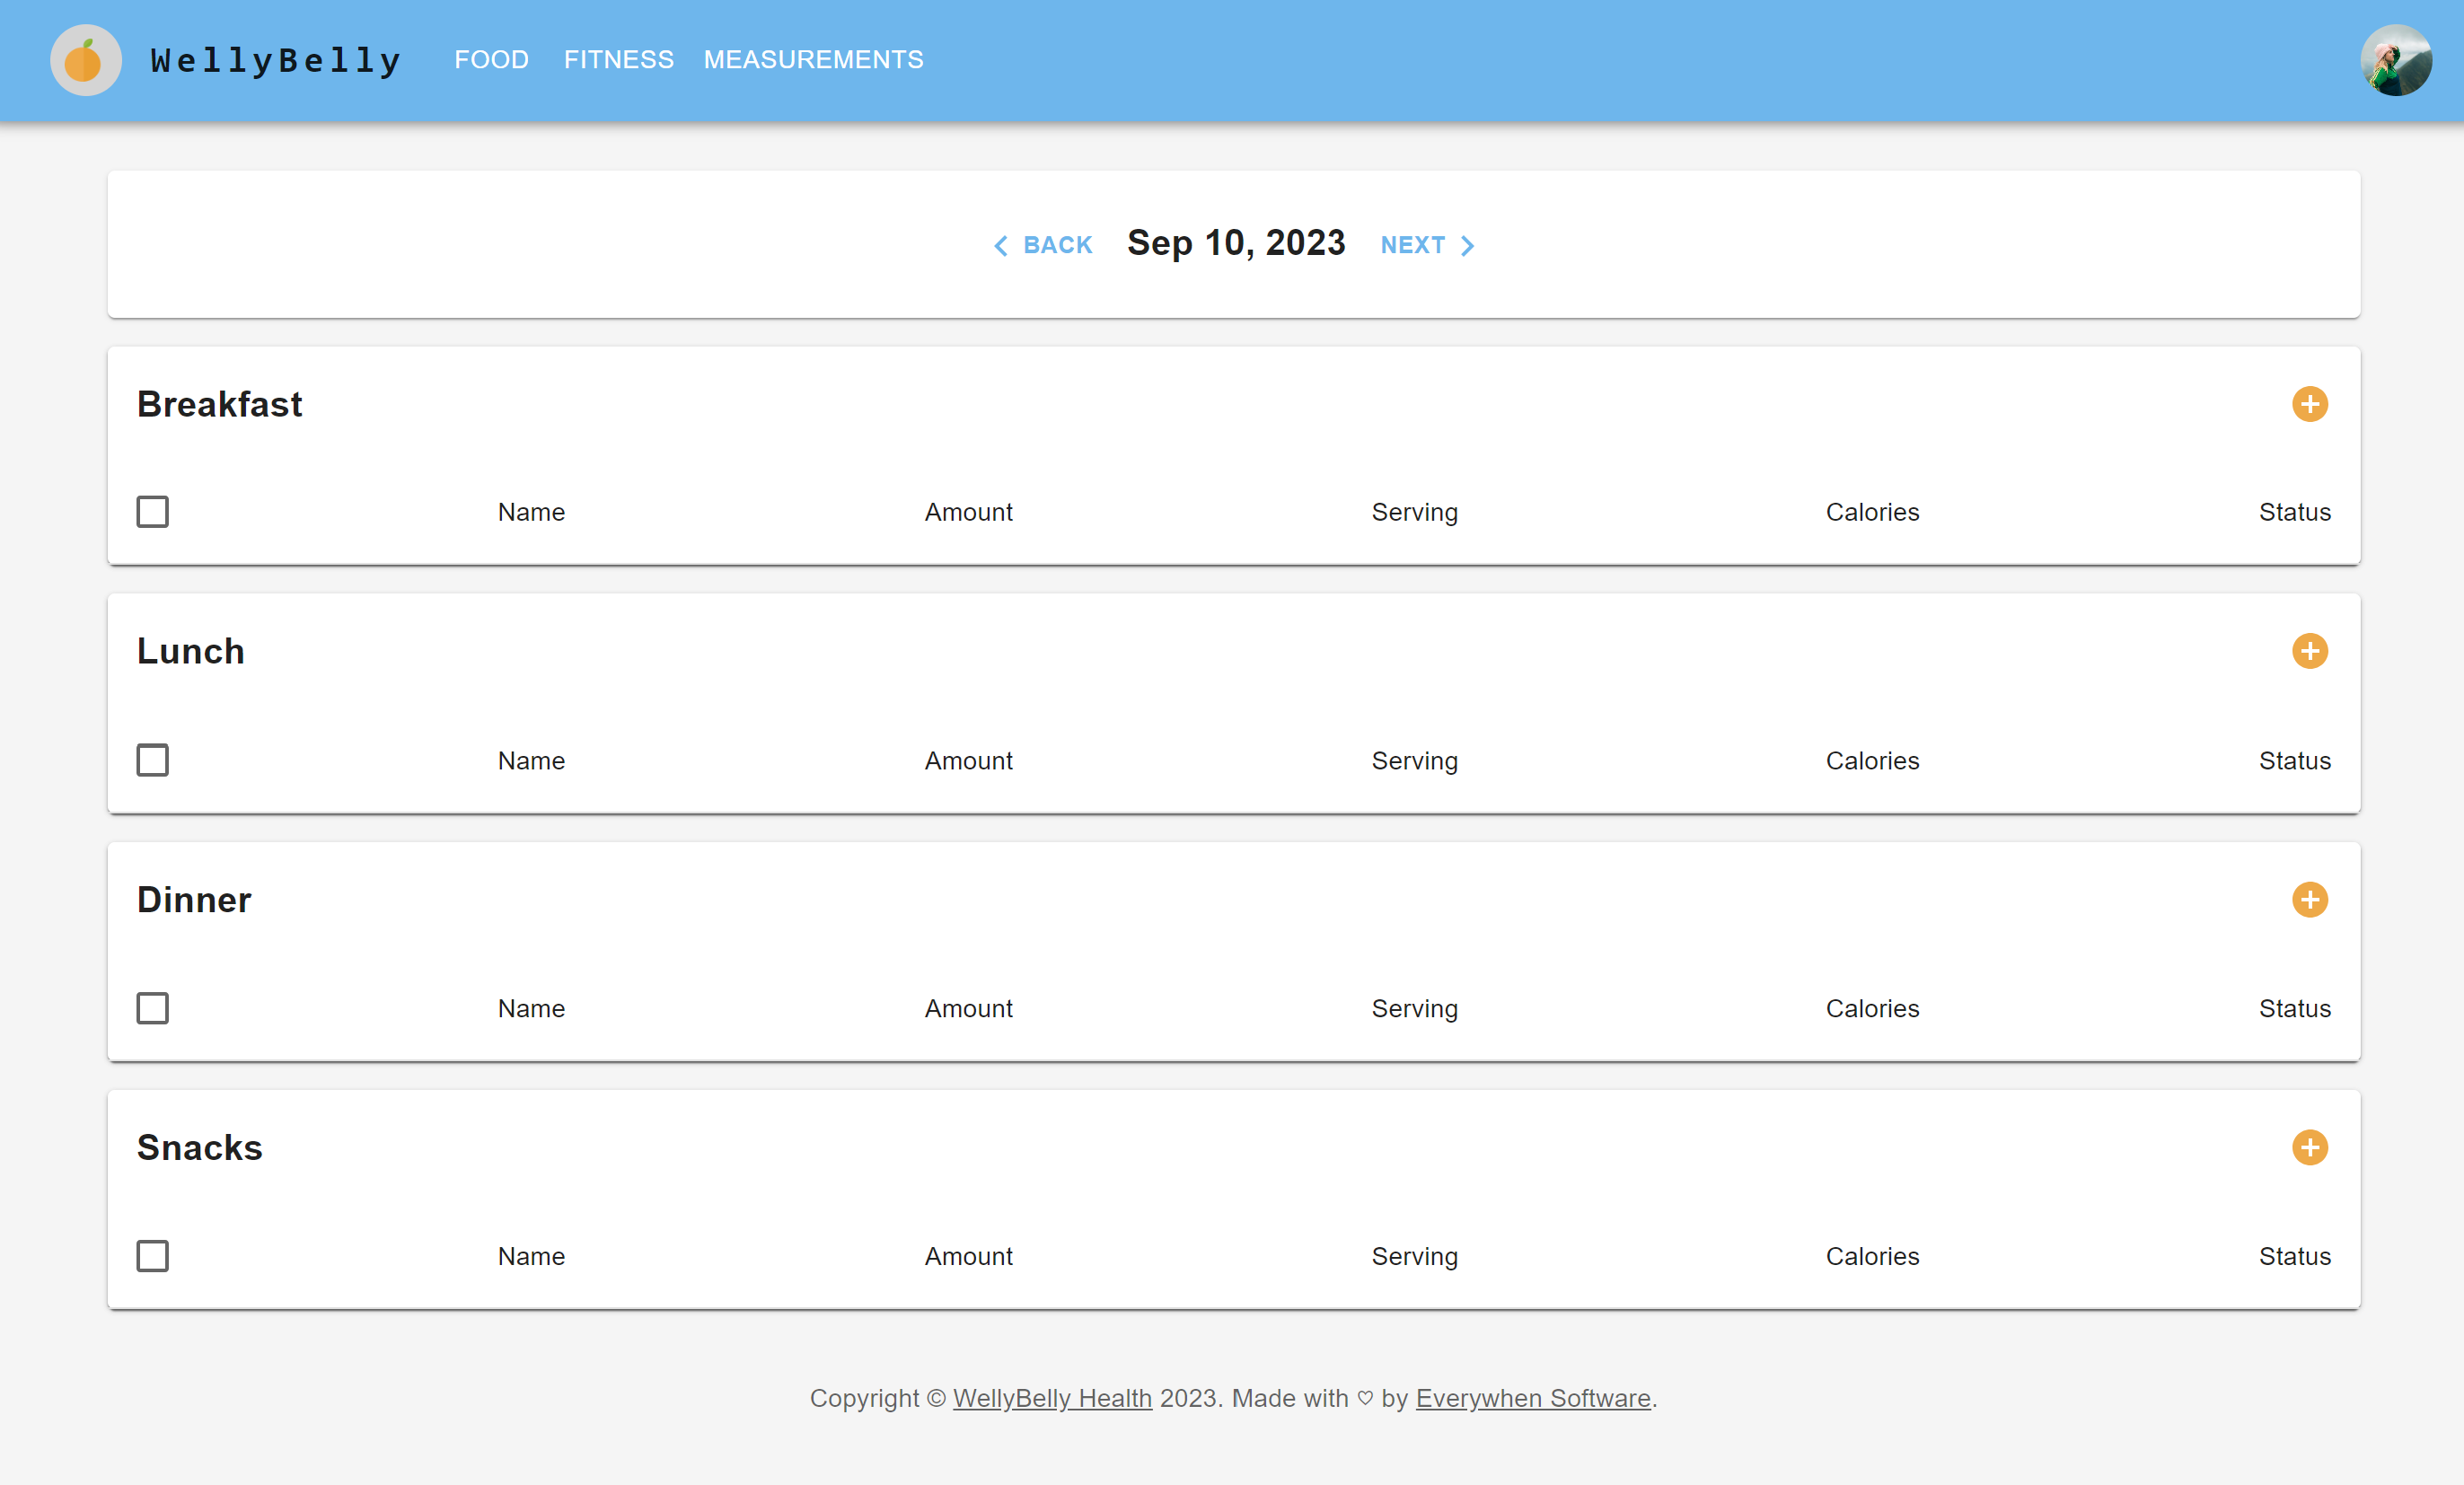 WellyBelly FOOD FITNESS MEASUREMENTS
BACK Sep 10, 2023 NEXT
Breakfast
Name Amount Serving Calories Status
Lunch
Name Amount Serving Calories Status
Dinner
Name Amount Serving Calories Status
Snacks
Name Amount Serving Calories Status
Copyright © WellyBelly Health 2023. Made with ♡ by Everywhen Software.